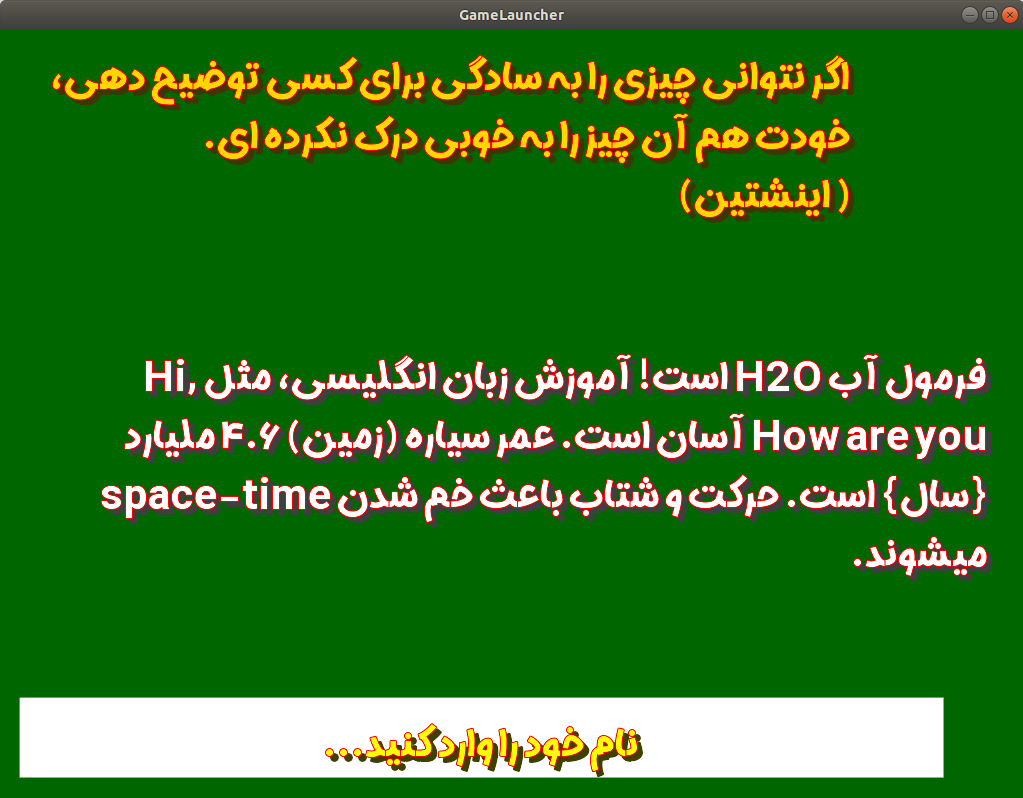 GameLauncher
اگر نتوانی چیزی را به سادگی برای کسی توضیح دهی،
خودت هم آن چیز را به خوبی درک نکرده ای.
(اینشتین)
فرمول آب H2O است! آموزش زبان انگلیسی، مثل Hi,
How are you آسان است. عمر سیاره (زمین) ۴.۶ ملیارد
{سال} است. حرکت و شتاب باعث خم شدن space-time
میشوند.
نام خود را وارد کنید...